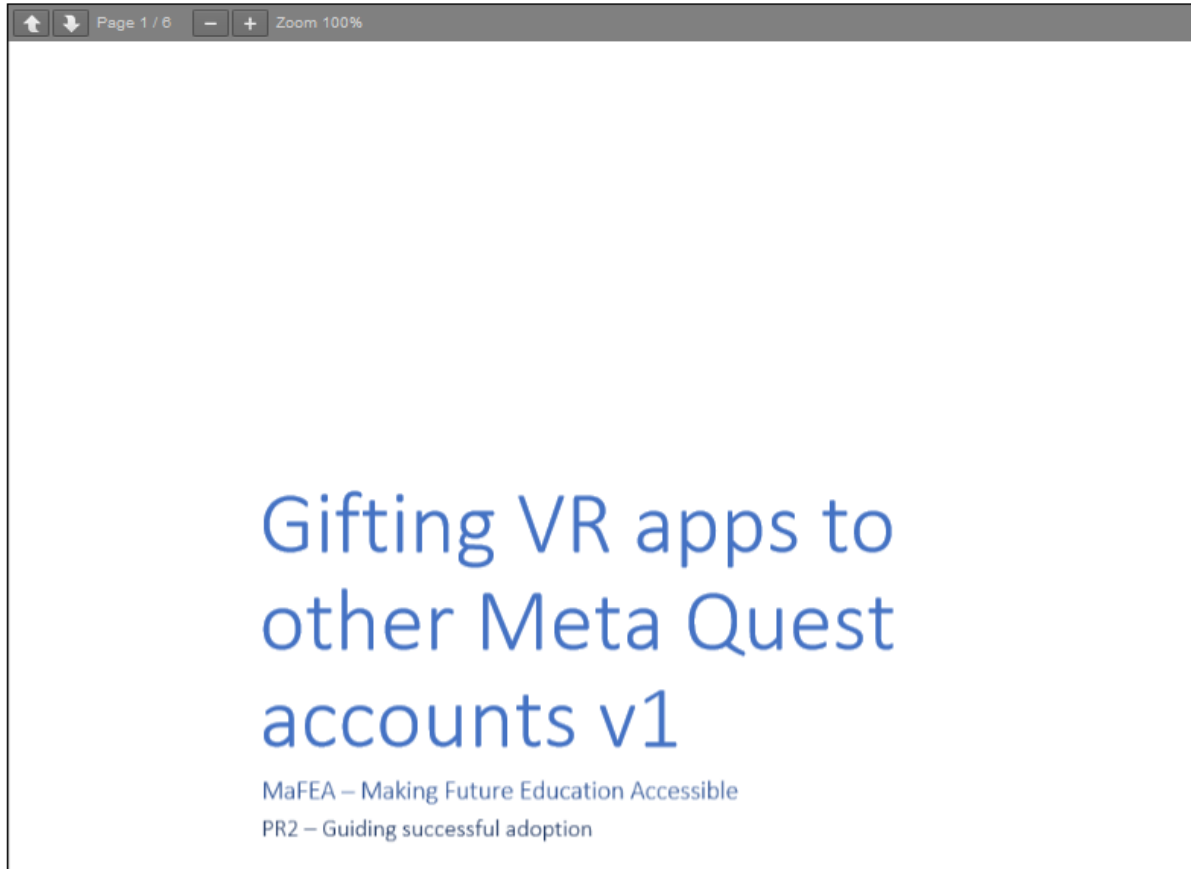 Page 1 / 6 − + Zoom 100%
Gifting VR apps to
other Meta Quest
accounts v1
MaFEA – Making Future Education Accessible
PR2 – Guiding successful adoption